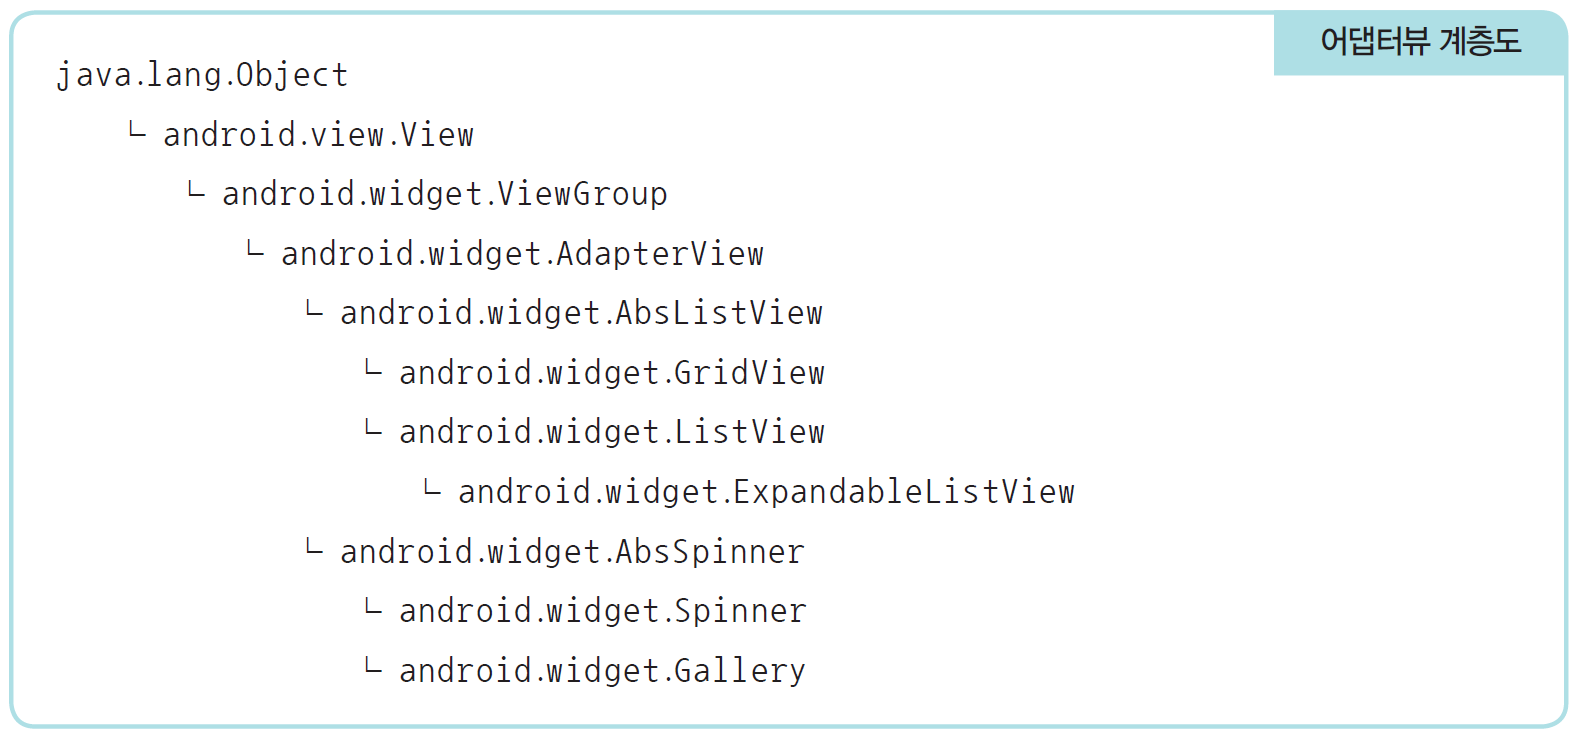 어댑터뷰 계층도
java.lang.Object
└ android.view.View
└ android.widget.ViewGroup
└ android.widget.AdapterView
└ android.widget.AbsListView
└ android.widget.GridView
└ android.widget.ListView
└ android.widget.ExpandableListView
└ android.widget.AbsSpinner
└ android.widget.Spinner
└ android.widget.Gallery